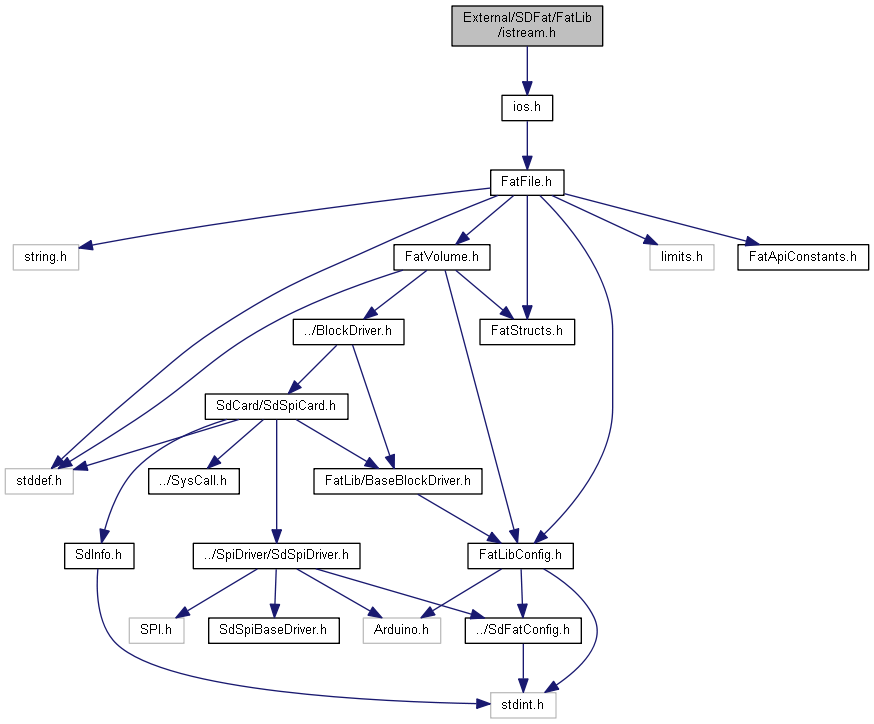 External/SDFat/FatLib
/istream.h
ios.h
FatFile.h
string.h
FatVolume.h
limits.h
FatApiConstants.h
../BlockDriver.h
FatStructs.h
SdCard/SdSpiCard.h
stddef.h
../SysCall.h
FatLib/BaseBlockDriver.h
SdInfo.h
../SpiDriver/SdSpiDriver.h
FatLibConfig.h
SPI.h
SdSpiBaseDriver.h
Arduino.h
../SdFatConfig.h
stdint.h